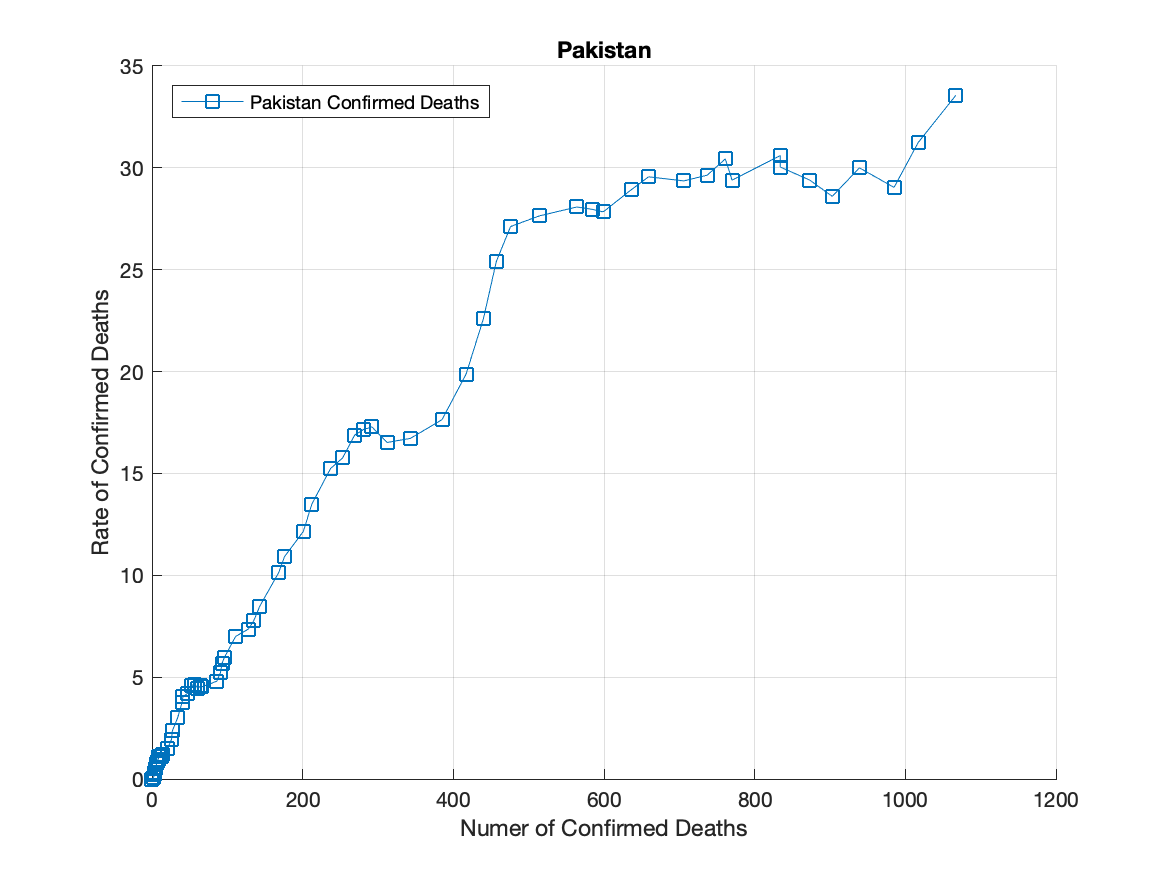 Pakistan
35
Pakistan Confirmed Deaths
30
25
20
15
10
5
0
Rate of Confirmed Deaths
0 200 400 600 800 1000 1200
Numer of Confirmed Deaths